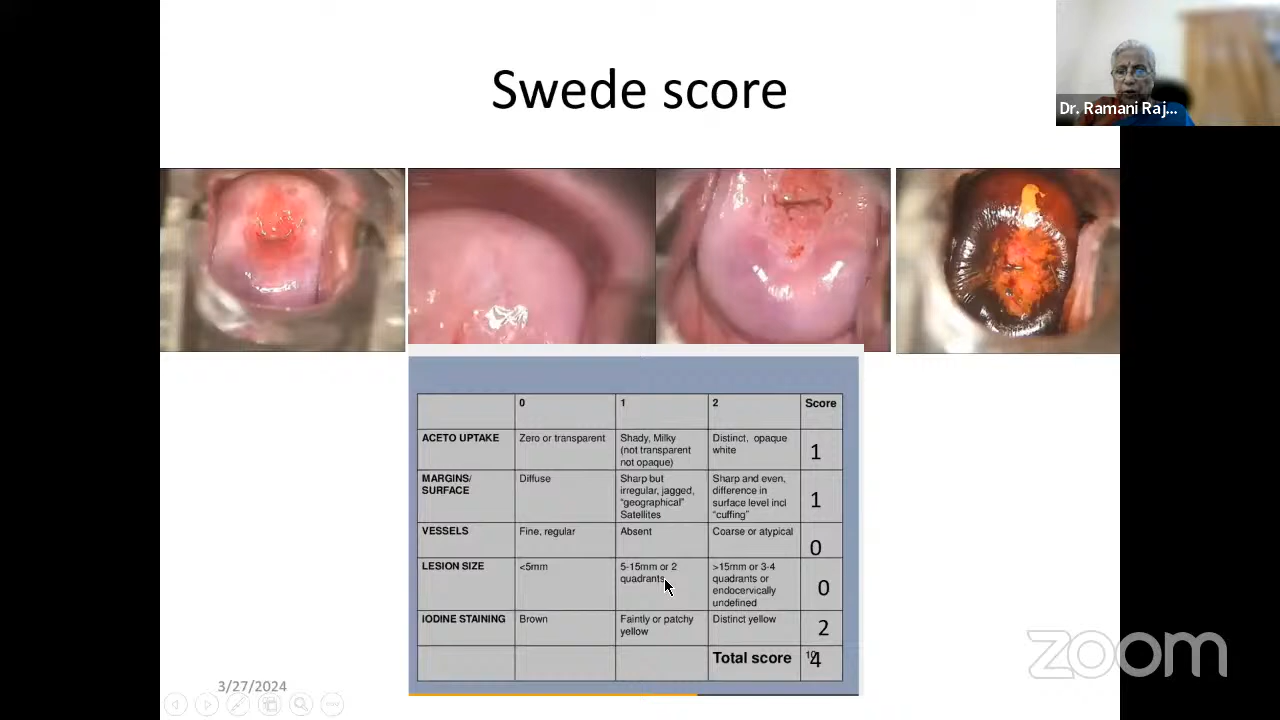 Swede score
Dr. Ramani Raj...
0 1 2 Score
ACETO UPTAKE Zero or transparent Shady, Milky (not transparent not opaque) Distinct, opaque white 1
MARGINS/ SURFACE Diffuse Sharp but irregular, jagged, “geographical” Satellites Sharp and even, difference in surface level incl “cuffing” 1
VESSELS Fine, regular Absent Coarse or atypical 0
LESION SIZE <5mm 5-15mm or 2 quadrants >15mm or 3-4 quadrants or endocervically undefined 0
IODINE STAINING Brown Faintly or patchy yellow Distinct yellow 2
Total score 4
3/27/2024
zoom